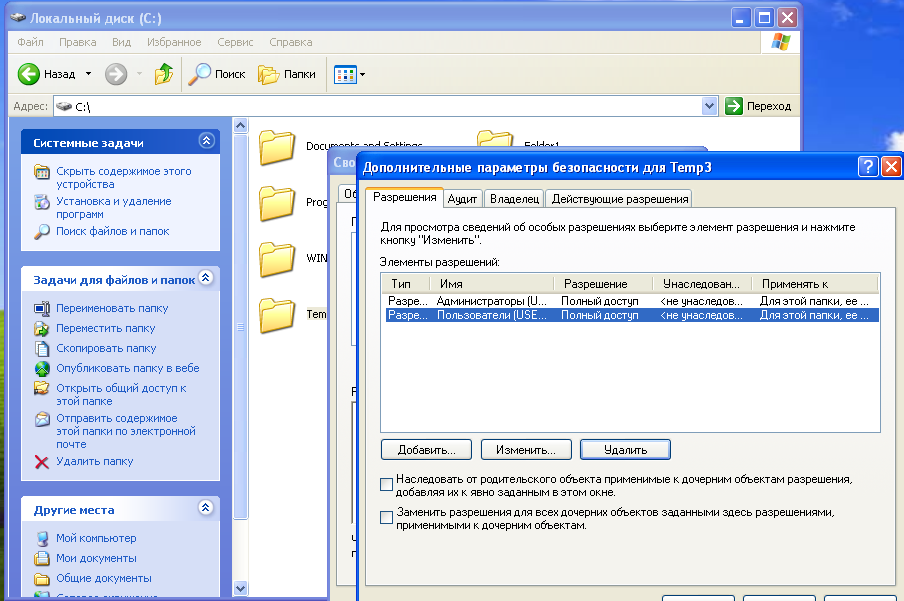 Локальный диск (C:)
Файл Правка Вид Избранное Сервис Справка
Назад Поиск Папки
Адрес: C:\ Переход
Системные задачи
Скрыть содержимое этого
устройства
Установка и удаление
программ
Поиск файлов и папок
Задачи для файлов и папок
Переименовать папку
Переместить папку
Скопировать папку
Опубликовать папку в вебе
Открыть общий доступ к
этой папке
Отправить содержимое
этой папки по электронной
почте
Удалить папку
Другие места
Мой компьютер
Мои документы
Общие документы
Documents and Settings
Folder1
Prog
WIN
Tem
Сво
Об
Дополнительные параметры безопасности для Temp3
Разрешения Аудит Владелец Действующие разрешения
Для просмотра сведений об особых разрешениях выберите элемент разрешения и нажмите
кнопку "Изменить".
Элементы разрешений:
Тип Имя Разрешение Унаследован... Применять к
Разре... Администраторы (U... Полный доступ <не унаследов... Для этой папки, ее ...
Разре... Пользователи (USE... Полный доступ <не унаследов... Для этой папки, ее ...
Добавить... Изменить... Удалить
Наследовать от родительского объекта применимые к дочерним объектам разрешения,
добавляя их к явно заданным в этом окне.
Заменить разрешения для всех дочерних объектов заданными здесь разрешениями,
применимыми к дочерним объектам.